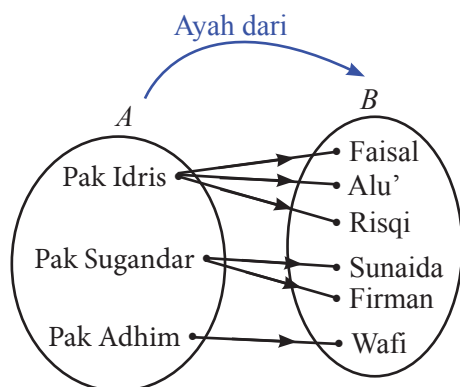 Ayah dari
A
B
Pak Idris
Pak Sugandar
Pak Adhim
Faisal
Alu’
Risqi
Sunaida
Firman
Wafi